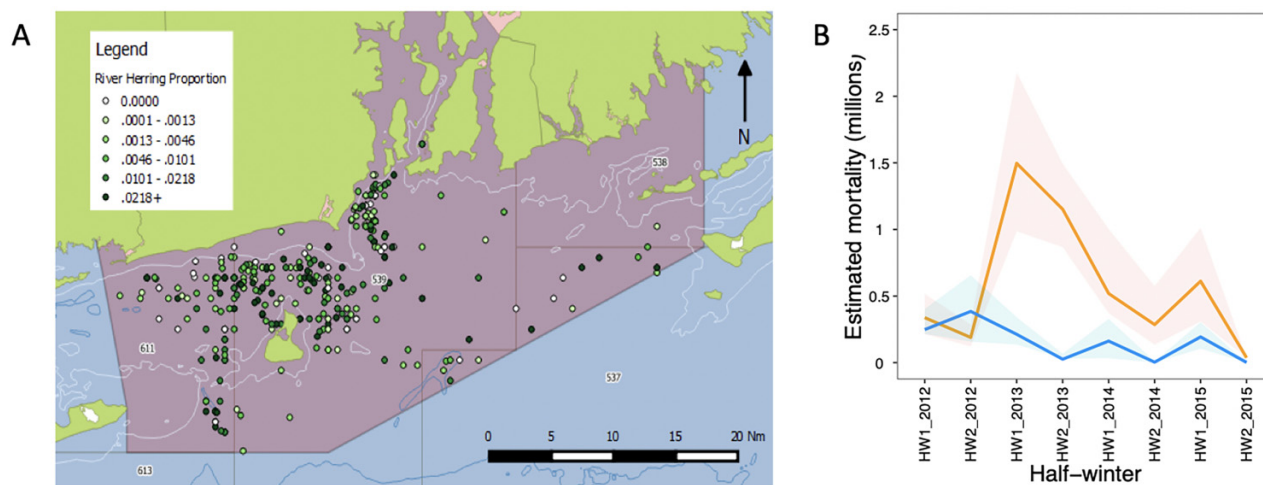 A
Legend
River Herring Proportion
0.0000
.0001 - .0013
.0013 - .0046
.0046 - .0101
.0101 - .0218
.0218+
N
538
539
611
537
613
0 5 10 15 20 Nm
B
Estimated mortality (millions)
2.5
2
1.5
1
0.5
0
HW1_2012
HW2_2012
HW1_2013
HW2_2013
HW1_2014
HW2_2014
HW1_2015
HW2_2015
Half-winter